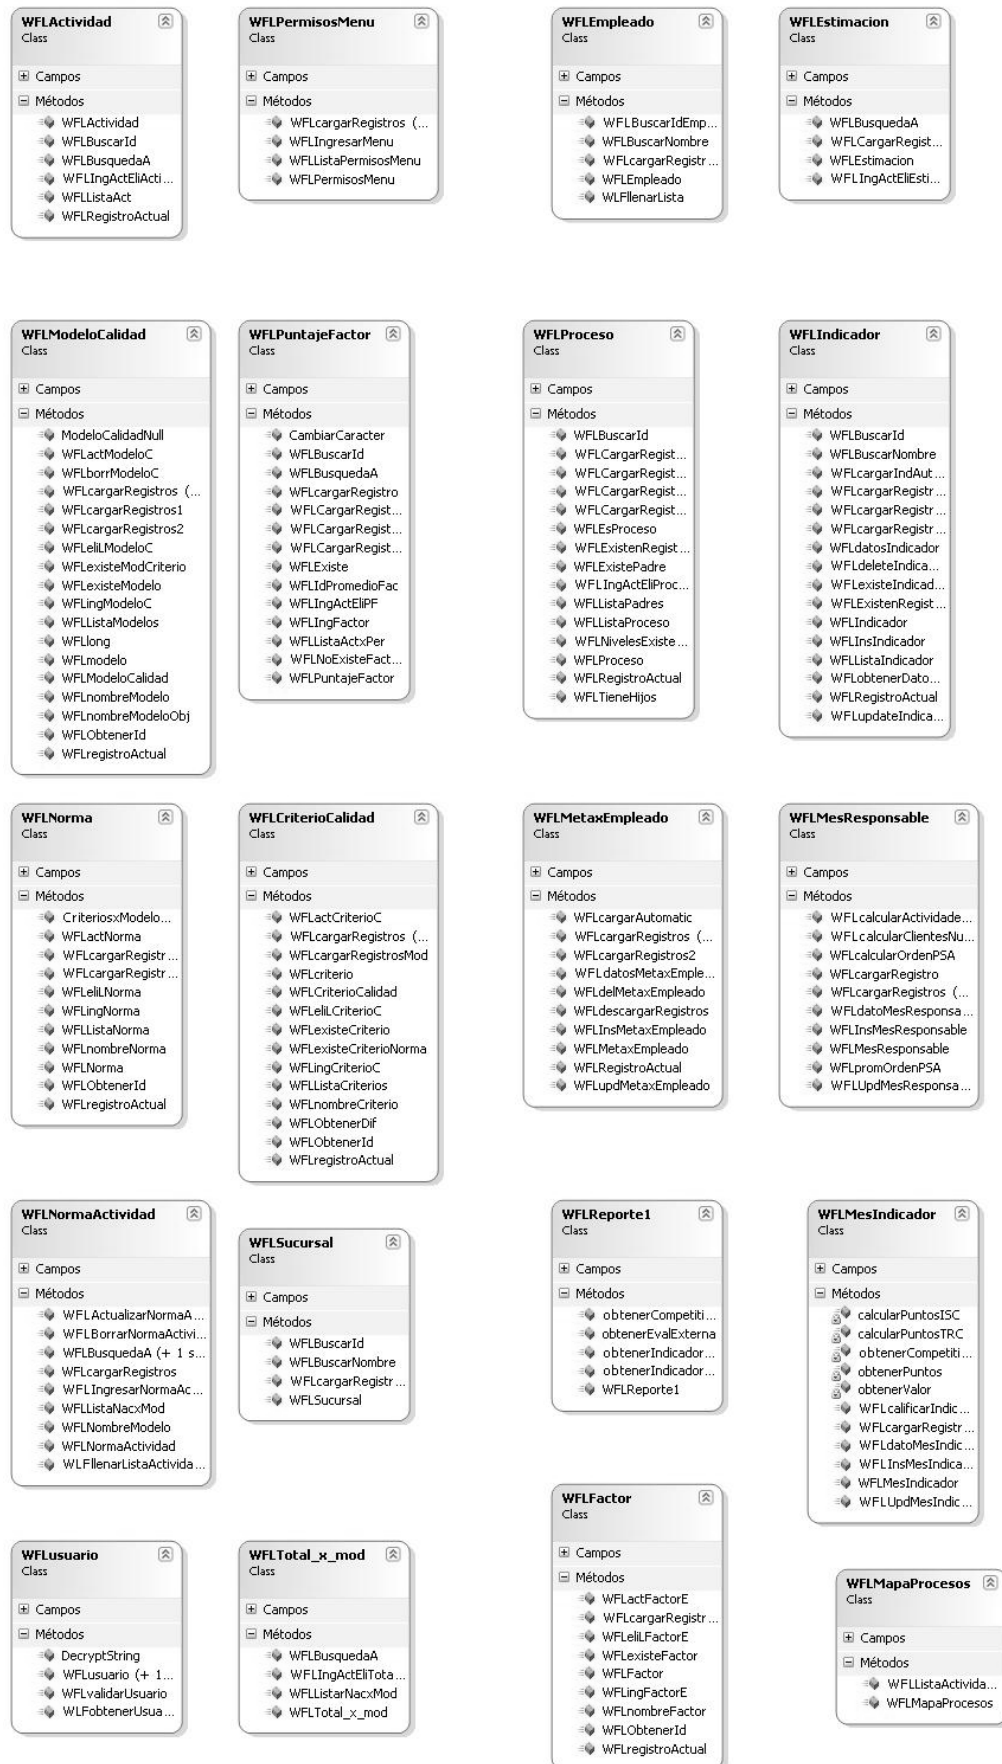 WFLActividad
Class
Campos
Métodos
WFLActividad
WFLBuscarId
WFLBusquedaA
WFLIngActEliActi...
WFLListaAct
WFLRegistroActual
WFLPermisosMenu
Class
Campos
Métodos
WFLcargarRegistros (...
WFLIngresarMenu
WFLListaPermisosMenu
WFLPermisosMenu
WFLEmpleado
Class
Campos
Métodos
WFLBuscarIdEmp...
WFLBuscarNombre
WFLcargarRegistr...
WFLEmpleado
WLFllenarLista
WFLEstimacion
Class
Campos
Métodos
WFLBusquedaA
WFLCargarRegist...
WFLEstimacion
WFLIngActEliEsti...
WFLModeloCalidad
Class
Campos
Métodos
ModeloCalidadNull
WFLactModeloC
WFLborrModeloC
WFLcargarRegistros (...
WFLcargarRegistros1
WFLcargarRegistros2
WFLeliLModeloC
WFLexisteModCriterio
WFLexisteModelo
WFLingModeloC
WFLListaModelos
WFLlong
WFLmodelo
WFLModeloCalidad
WFLnombreModelo
WFLnombreModeloObj
WFLObtenerId
WFLregistroActual
WFLPuntajeFactor
Class
Campos
Métodos
CambiarCaracter
WFLBuscarId
WFLBusquedaA
WFLcargarRegistro
WFLCargarRegist...
WFLCargarRegist...
WFLCargarRegist...
WFLExiste
WFLIdPromedioFac
WFLIngActEliPF
WFLIngFactor
WFLListaActxPer
WFLNoExisteFact...
WFLPuntajeFactor
WFLProceso
Class
Campos
Métodos
WFLBuscarId
WFLCargarRegist...
WFLCargarRegist...
WFLCargarRegist...
WFLCargarRegist...
WFLEsProceso
WFLExistenRegist...
WFLExistePadre
WFLIngActEliProc...
WFLListaPadres
WFLListaProceso
WFLNivelesExiste...
WFLProceso
WFLRegistroActual
WFLTieneHijos
WFLIndicador
Class
Campos
Métodos
WFLBuscarId
WFLBuscarNombre
WFLcargarIndAut...
WFLcargarRegistr...
WFLcargarRegistr...
WFLcargarRegistr...
WFLdatosIndicador
WFLdeleteIndica...
WFLexisteIndicad...
WFLExistenRegist...
WFLIndicador
WFLInsIndicador
WFLListaIndicador
WFLobtenerDato...
WFLRegistroActual
WFLupdateIndica...
WFLNorma
Class
Campos
Métodos
CriteriosxModelo...
WFLactNorma
WFLcargarRegistr...
WFLcargarRegistr...
WFLeliLNorma
WFLingNorma
WFLListaNorma
WFLnombreNorma
WFLNorma
WFLObtenerId
WFLregistroActual
WFLCriterioCalidad
Class
Campos
Métodos
WFLactCriterioC
WFLcargarRegistros (...
WFLcargarRegistrosMod
WFLcriterio
WFLCriterioCalidad
WFLeliLCriterioC
WFLexisteCriterio
WFLexisteCriterioNorma
WFLingCriterioC
WFLListaCriterios
WFLnombreCriterio
WFLObtenerDif
WFLObtenerId
WFLregistroActual
WFLMetaxEmpleado
Class
Campos
Métodos
WFLcargarAutomatic
WFLcargarRegistros (...
WFLcargarRegistros2
WFLdatosMetaxEmple...
WFLdelMetaxEmpleado
WFLdescargarRegistros
WFLInsMetaxEmpleado
WFLMetaxEmpleado
WFLRegistroActual
WFLupdMetaxEmpleado
WFLMesResponsable
Class
Campos
Métodos
WFLcalcularActividade...
WFLcalcularClientesNu...
WFLcalcularOrdenPSA
WFLcargarRegistro
WFLcargarRegistros (...
WFLdatoMesResponsa...
WFLInsMesResponsable
WFLMesResponsable
WFLpromOrdenPSA
WFLUpdMesResponsa...
WFLNormaActividad
Class
Campos
Métodos
WFLActualizarNormaA...
WFLBorrarNormaActivi...
WFLBusquedaA (+ 1 s...
WFLcargarRegistros
WFLIngresarNormaAc...
WFLListaNacxMod
WFLNombreModelo
WFLNormaActividad
WLFllenarListaActivida...
WFLSucursal
Class
Campos
Métodos
WFLBuscarId
WFLBuscarNombre
WFLcargarRegistr...
WFLSucursal
WFLReporte1
Class
Campos
Métodos
obtenerCompetiti...
obtenerEvalExterna
obtenerIndicador...
obtenerIndicador...
WFLReporte1
WFLMesIndicador
Class
Campos
Métodos
calcularPuntosISC
calcularPuntosTRC
obtenerCompetiti...
obtenerPuntos
obtenerValor
WFLcalificarIndic...
WFLcargarRegistr...
WFLdatoMesIndic...
WFLInsMesIndica...
WFLMesIndicador
WFLUpdMesIndic...
WFLusuario
Class
Campos
Métodos
DecryptString
WFLusuario (+ 1...
WFLvalidarUsuario
WLFobtenerUsua...
WFLTotal_x_mod
Class
Campos
Métodos
WFLBusquedaA
WFLIngActEliTota...
WFLListarNacxMod
WFLTotal_x_mod
WFLFactor
Class
Campos
Métodos
WFLactFactorE
WFLcargarRegistr...
WFLeliLFactorE
WFLexisteFactor
WFLFactor
WFLingFactorE
WFLnombreFactor
WFLObtenerId
WFLregistroActual
WFLMapaProcesos
Class
Campos
Métodos
WFLListaActivida...
WFLMapaProcesos